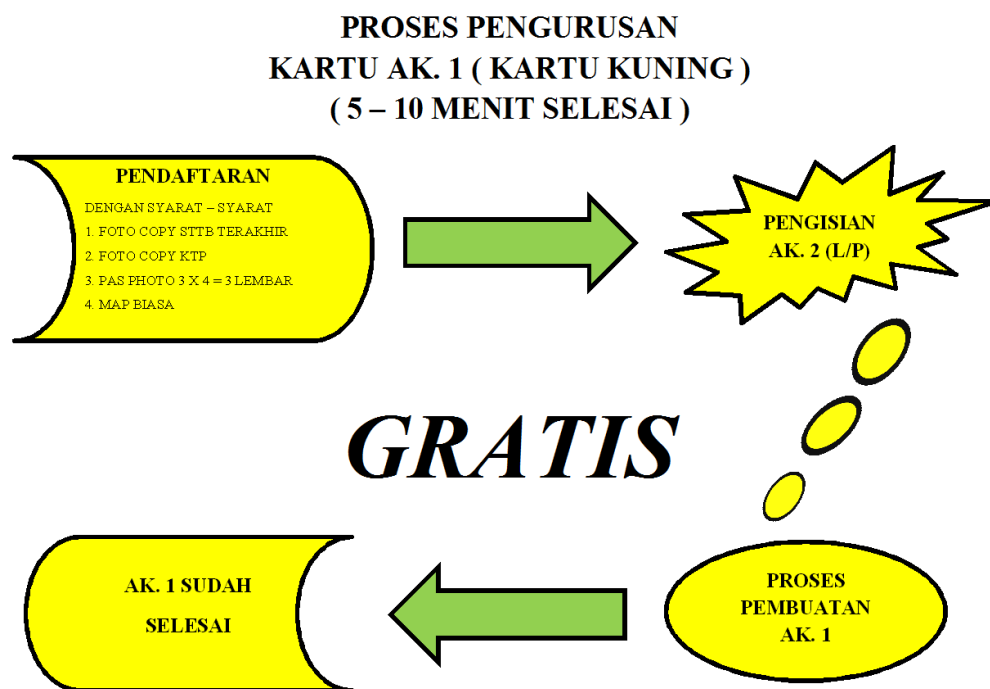 PROSES PENGURUSAN
KARTU AK. 1 ( KARTU KUNING )
( 5 – 10 MENIT SELESAI )
PENDAFTARAN
DENGAN SYARAT – SYARAT
1. FOTO COPY STTB TERAKHIR
2. FOTO COPY KTP
3. PAS PHOTO 3 X 4 = 3 LEMBAR
4. MAP BIASA
PENGISIAN
AK. 2 (L/P)
GRATIS
PROSES
PEMBUATAN
AK. 1
AK. 1 SUDAH
SELESAI